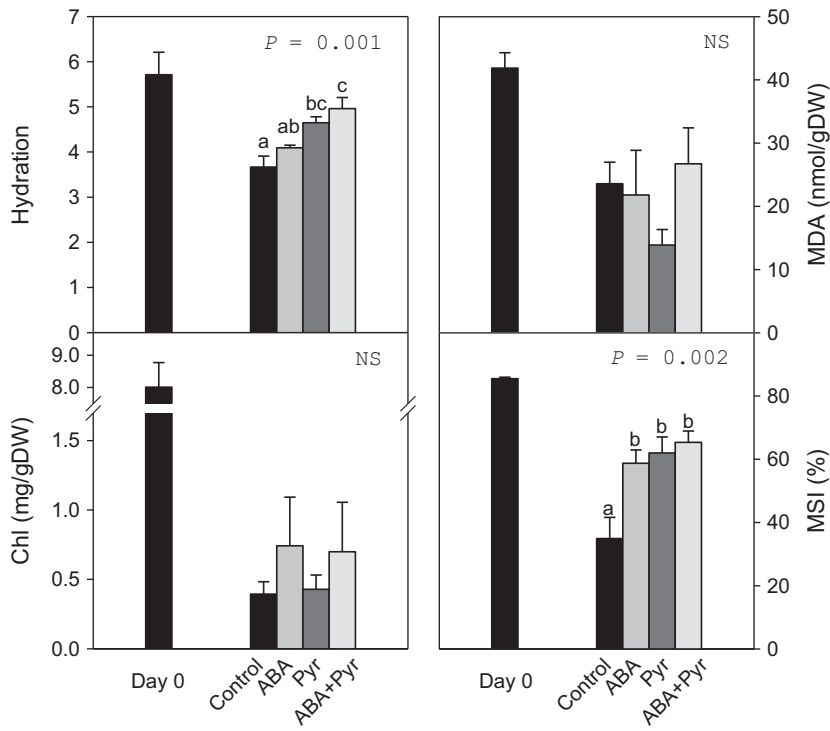 7
6
5
4
3
2
1
0
Hydration
P = 0.001
a
ab
bc
c
NS
50
40
30
20
10
0
MDA (nmol/gDW)
9.0
8.0
1.5
1.0
0.5
0.0
Chl (mg/gDW)
NS
P = 0.002
a
b
b
b
80
60
40
20
0
MSI (%)
Day 0
Control
ABA
Pyr
ABA+Pyr
Day 0
Control
ABA
Pyr
ABA+Pyr